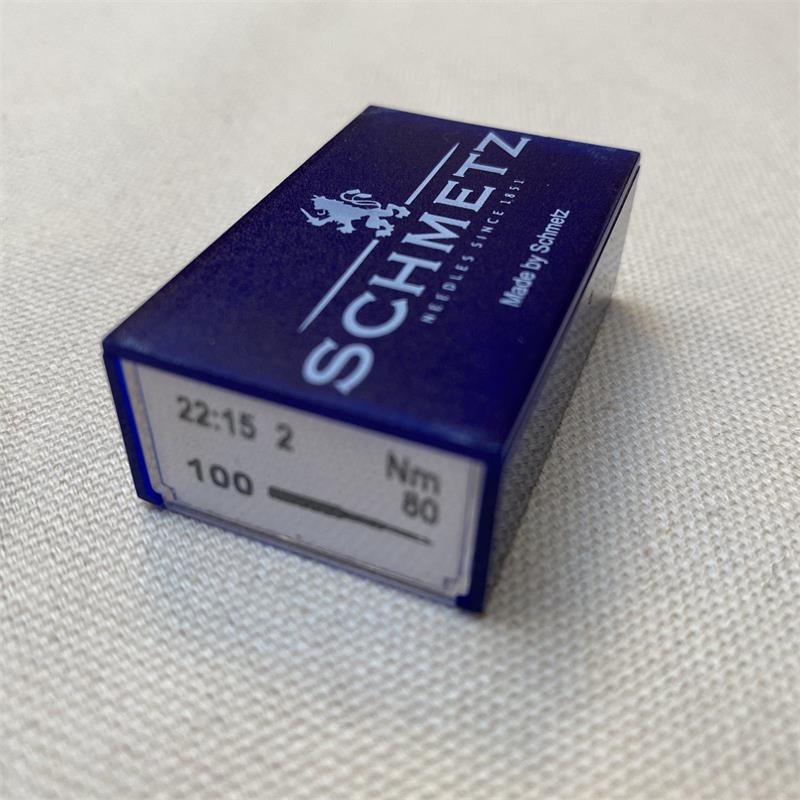 SCHMETZ
NEEDLES SINCE 1851
Made by Schmetz
22:15 2
Nm
100
80